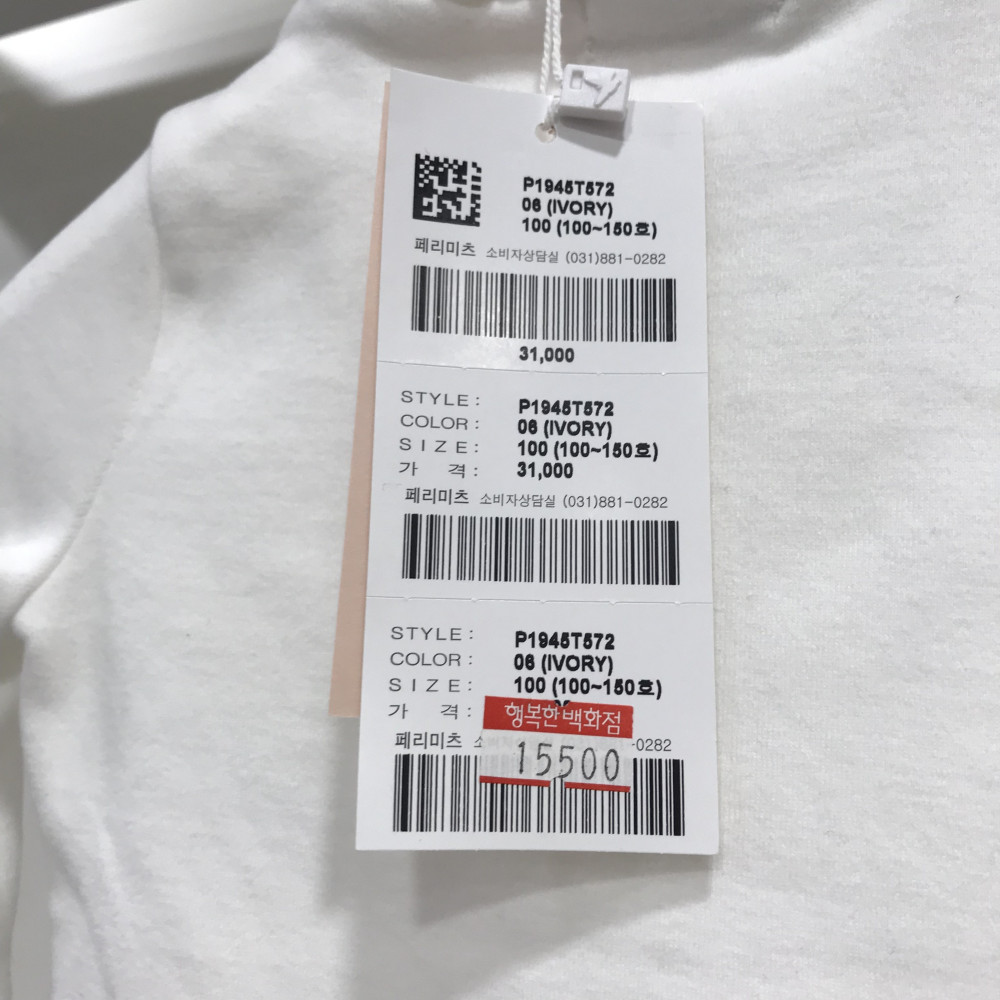 P1945T572
06 (IVORY)
100 (100~150호)
페리미츠 소비자상담실 (031)881-0282
31,000
STYLE : P1945T572
COLOR : 06 (IVORY)
SIZE : 100 (100~150호)
가 격 : 31,000
페리미츠 소비자상담실 (031)881-0282
STYLE : P1945T572
COLOR : 06 (IVORY)
SIZE : 100 (100~150호)
가 격 :
행복한백화점
페리미츠 -0282
15500